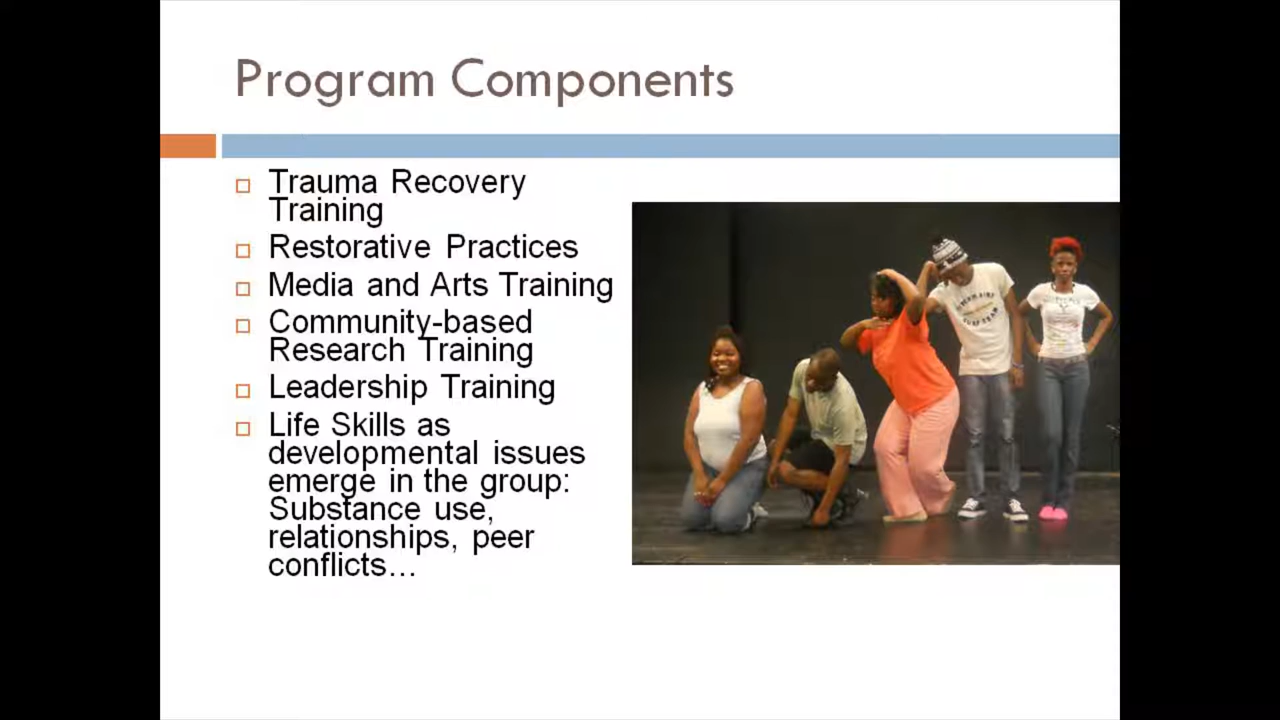 Program Components
Trauma Recovery
Training
Restorative Practices
Media and Arts Training
Community-based
Research Training
Leadership Training
Life Skills as
developmental issues
emerge in the group:
Substance use,
relationships, peer
conflicts...